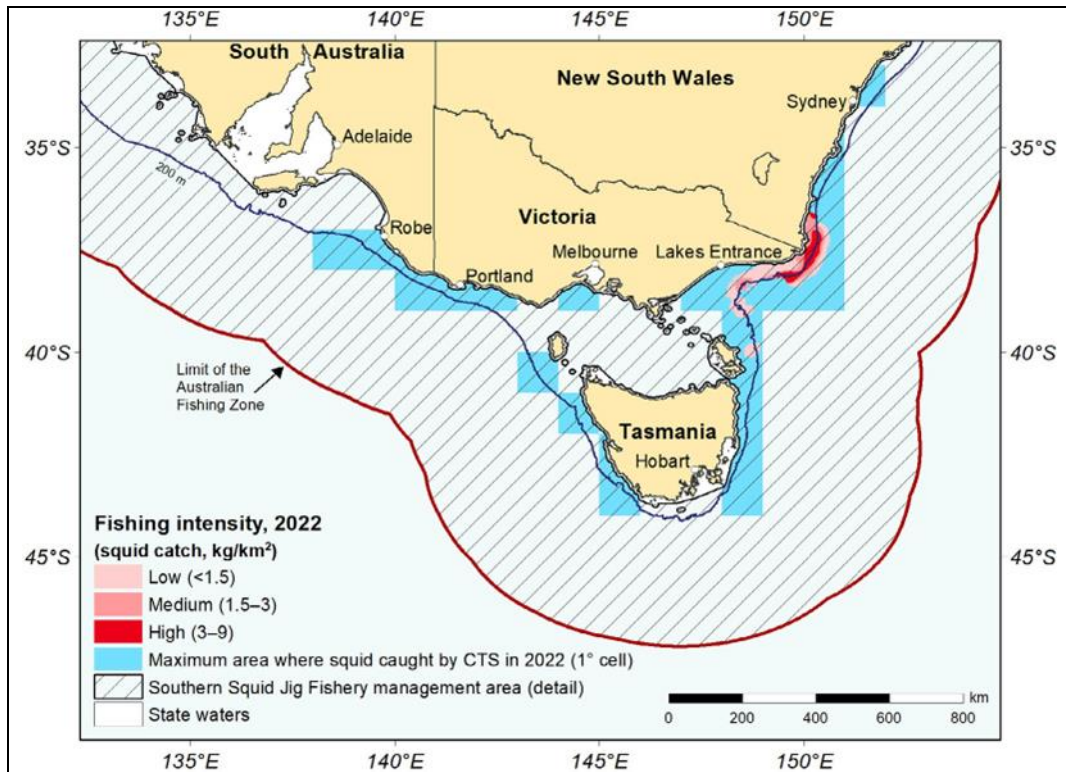 135°E 140°E 145°E 150°E
South Australia
New South Wales
Sydney
Adelaide
35°S 35°S
200 m
Victoria
Robe
Melbourne Lakes Entrance
Portland
40°S 40°S
Limit of the
Australian
Fishing Zone
Tasmania
Hobart
Fishing intensity, 2022
(squid catch, kg/km²)
Low (<1.5)
45°S 45°S
Medium (1.5–3)
High (3–9)
Maximum area where squid caught by CTS in 2022 (1° cell)
Southern Squid Jig Fishery management area (detail)
State waters
km
0 200 400 600 800
135°E 140°E 145°E 150°E